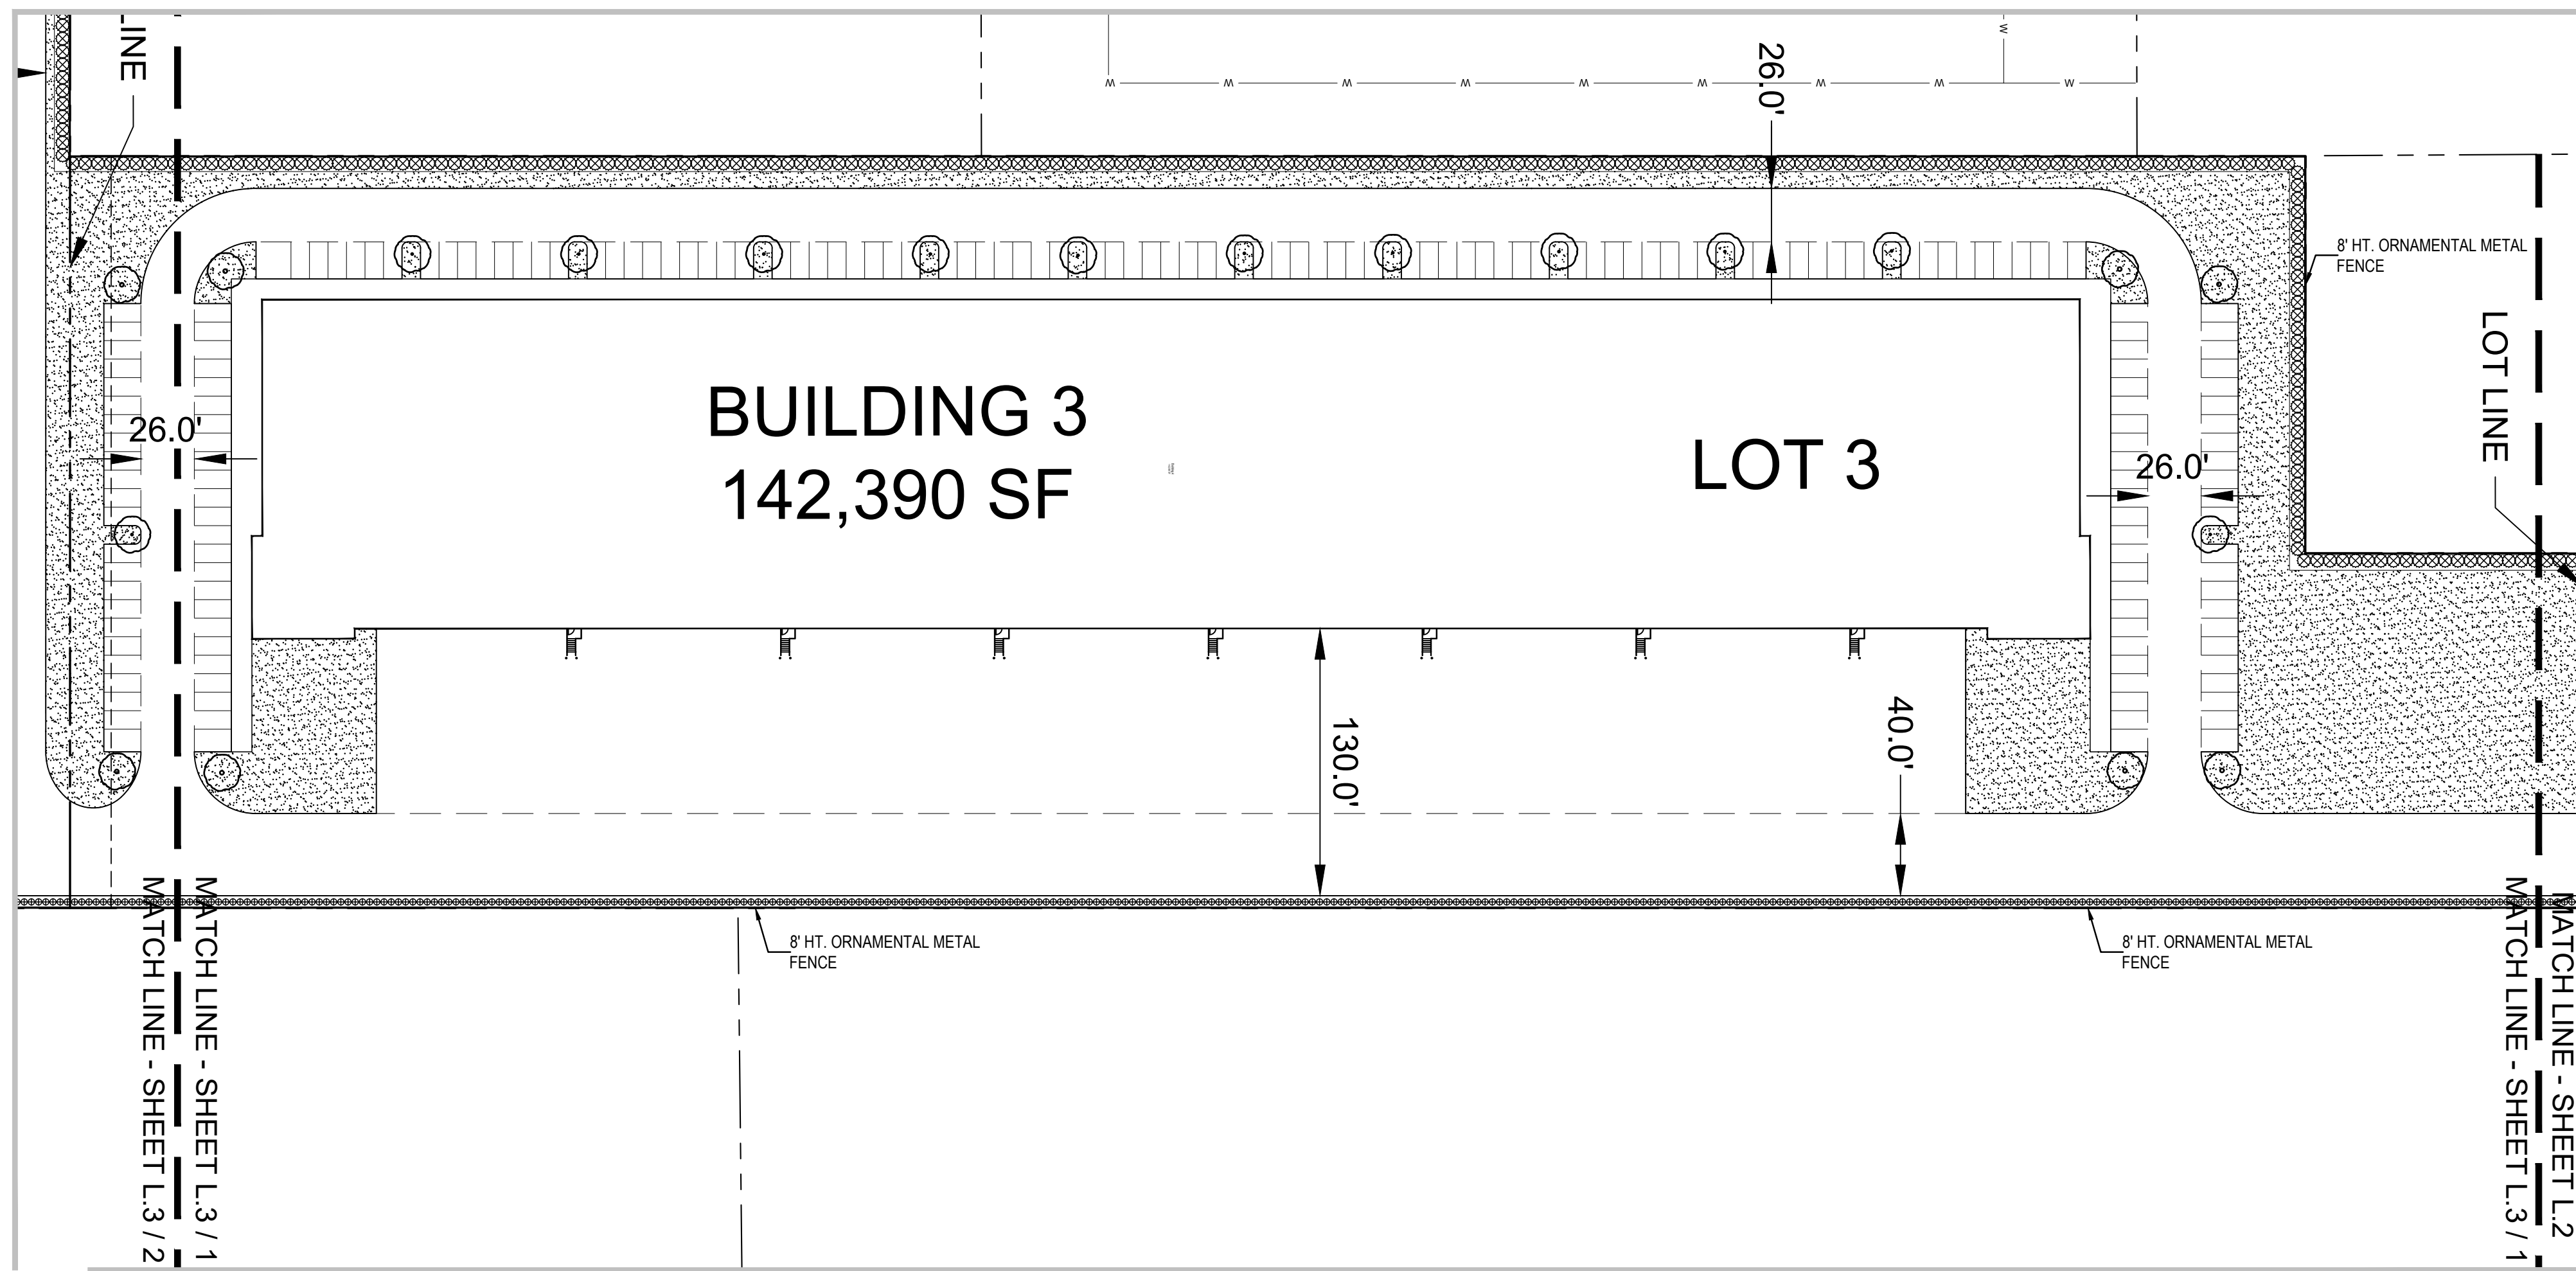 LINE
W
W W W W W W W W W
26.0'
8' HT. ORNAMENTAL METAL
FENCE
LOT LINE
BUILDING 3
142,390 SF
LOT 3
26.0'
26.0'
130.0'
40.0'
8' HT. ORNAMENTAL METAL
FENCE
8' HT. ORNAMENTAL METAL
FENCE
MATCH LINE - SHEET L.3 / 2
MATCH LINE - SHEET L.3 / 1
MATCH LINE - SHEET L.3 / 1
MATCH LINE - SHEET L.2